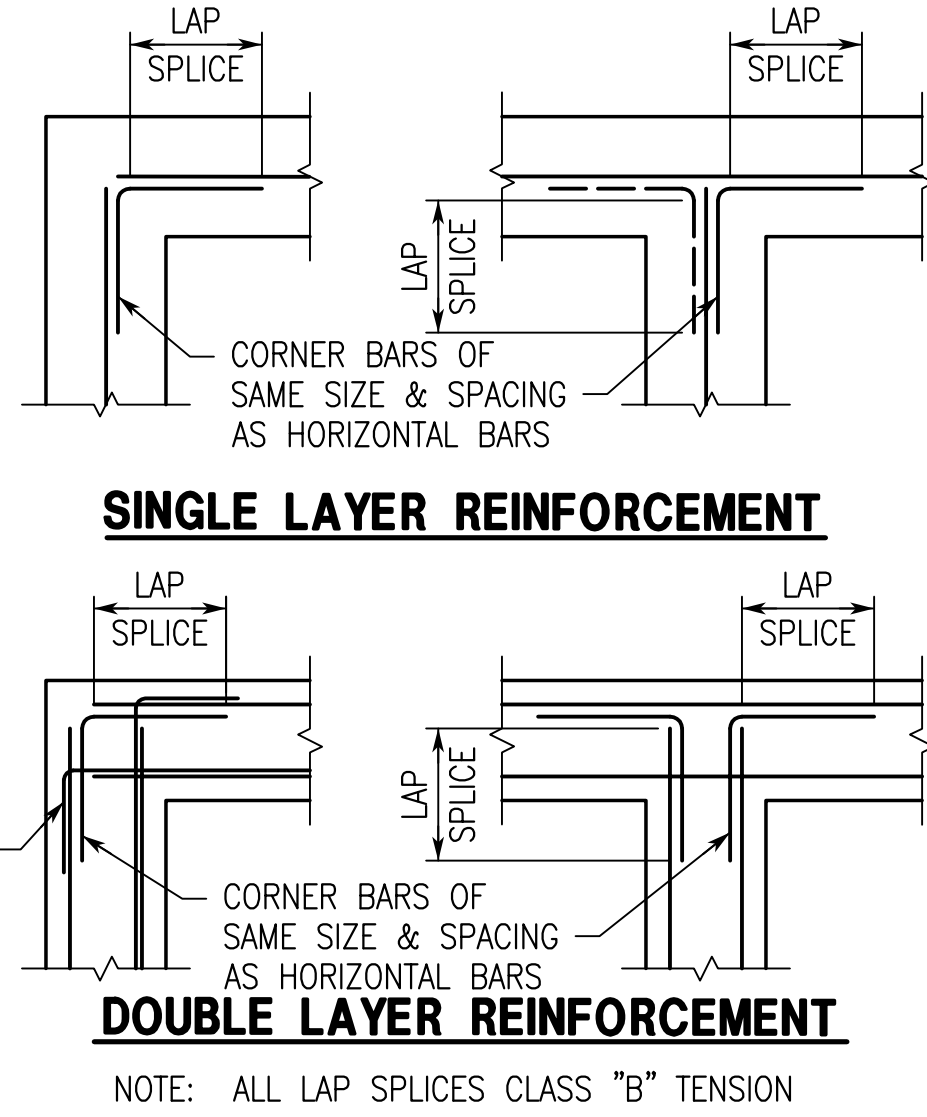 LAP
SPLICE
LAP
SPLICE
LAP
SPLICE
CORNER BARS OF
SAME SIZE & SPACING
AS HORIZONTAL BARS
SINGLE LAYER REINFORCEMENT
LAP
SPLICE
LAP
SPLICE
LAP
SPLICE
CORNER BARS OF
SAME SIZE & SPACING
AS HORIZONTAL BARS
DOUBLE LAYER REINFORCEMENT
NOTE: ALL LAP SPLICES CLASS "B" TENSION